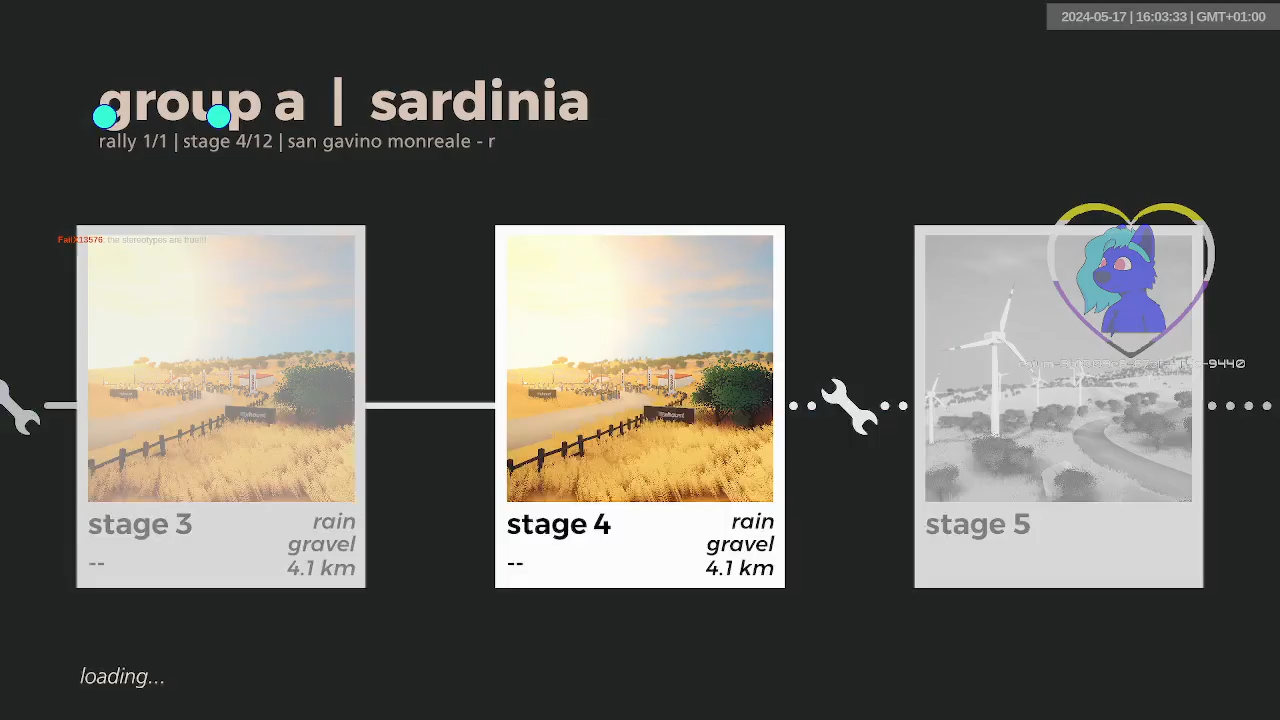 2024-05-17 | 16:03:33 | GMT+01:00
group a | sardinia
rally 1/1 | stage 4/12 | san gavino monreale - r
the stereotypes are true!!!
stage 3
--
rain
gravel
4.1 km
stage 4
--
rain
gravel
4.1 km
stage 5
loading...